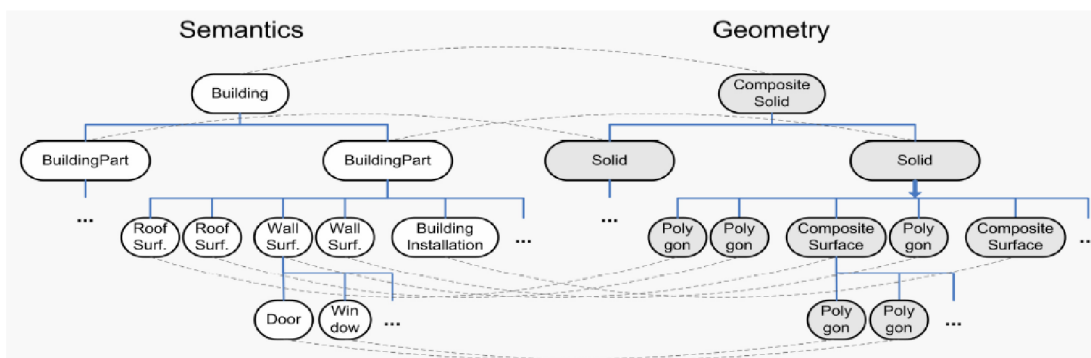 Semantics
Geometry
Building
Composite
Solid
BuildingPart
BuildingPart
Solid
Solid
...
Roof
Surf.
Roof
Surf.
Wall
Surf.
Wall
Surf.
Building
Installation
...
...
Poly
gon
Poly
gon
Composite
Surface
Poly
gon
Composite
Surface
...
Door
Win
dow
...
Poly
gon
Poly
gon
...